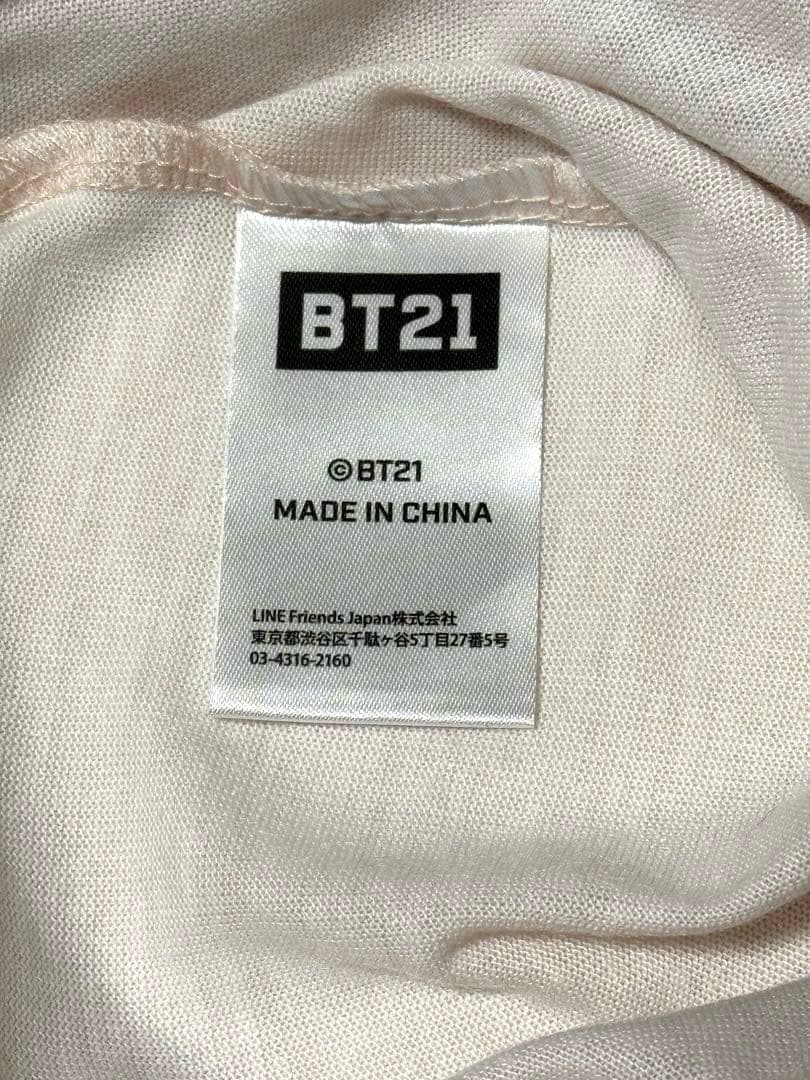 BT21
©BT21
MADE IN CHINA
LINE Friends Japan株式会社
東京都渋谷区千駄ヶ谷5丁目27番5号
03-4316-2160